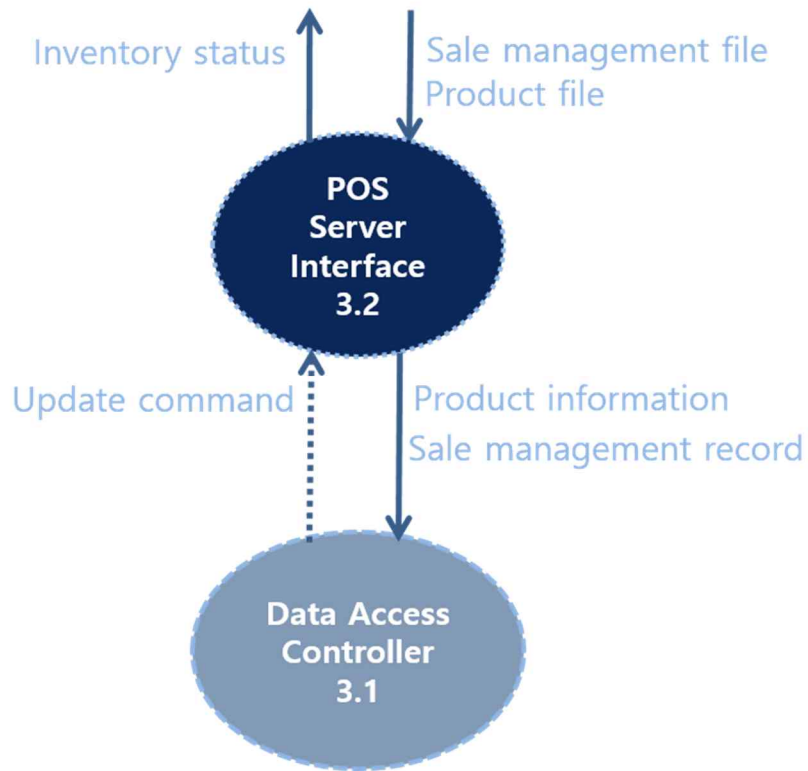 Inventory status
Sale management file
Product file
POS
Server
Interface
3.2
Update command
Product information
Sale management record
Data Access
Controller
3.1